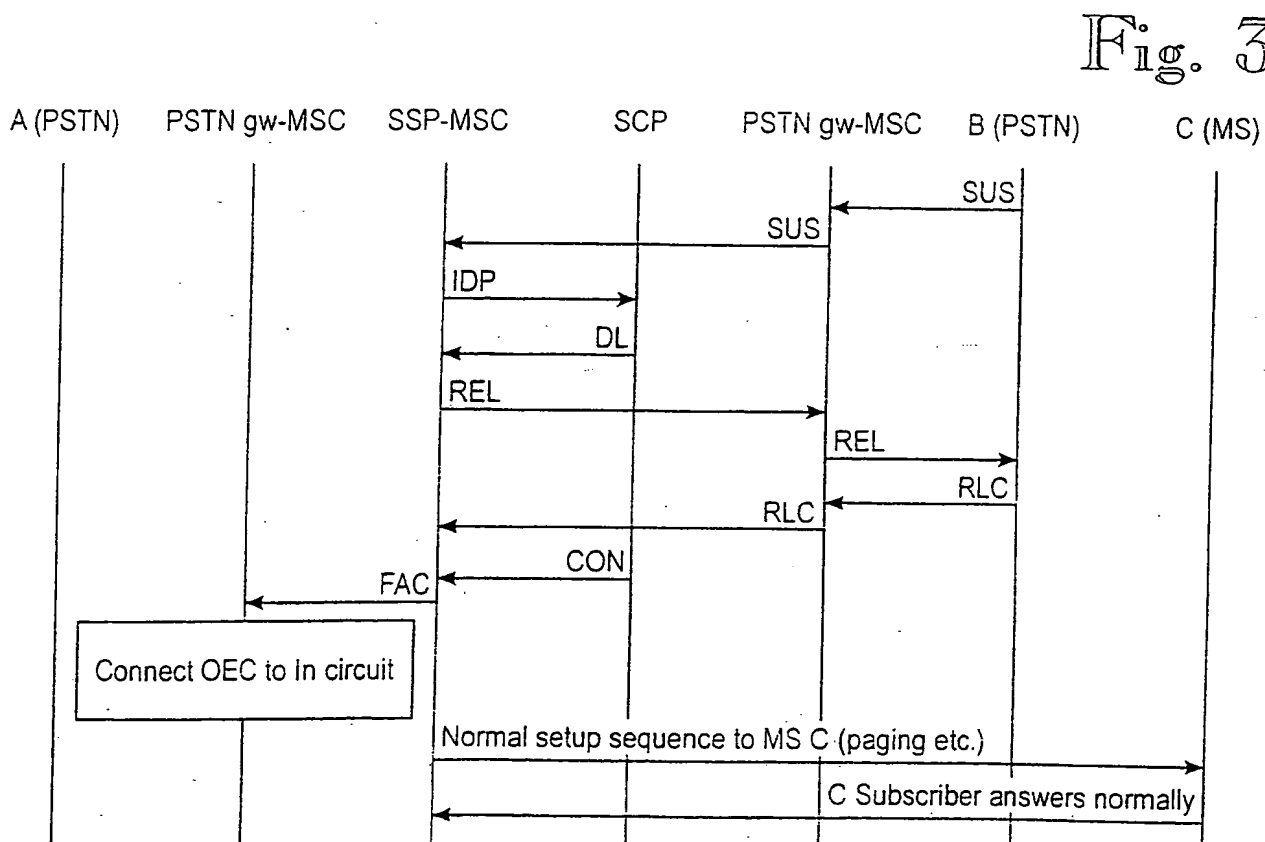 Fig. 3
A (PSTN) PSTN gw-MSC SSP-MSC SCP PSTN gw-MSC B (PSTN) C (MS)
SUS
SUS
IDP
DL
REL
REL
RLC
RLC
CON
FAC
Connect OEC to In circuit
Normal setup sequence to MS C (paging etc.)
C Subscriber answers normally